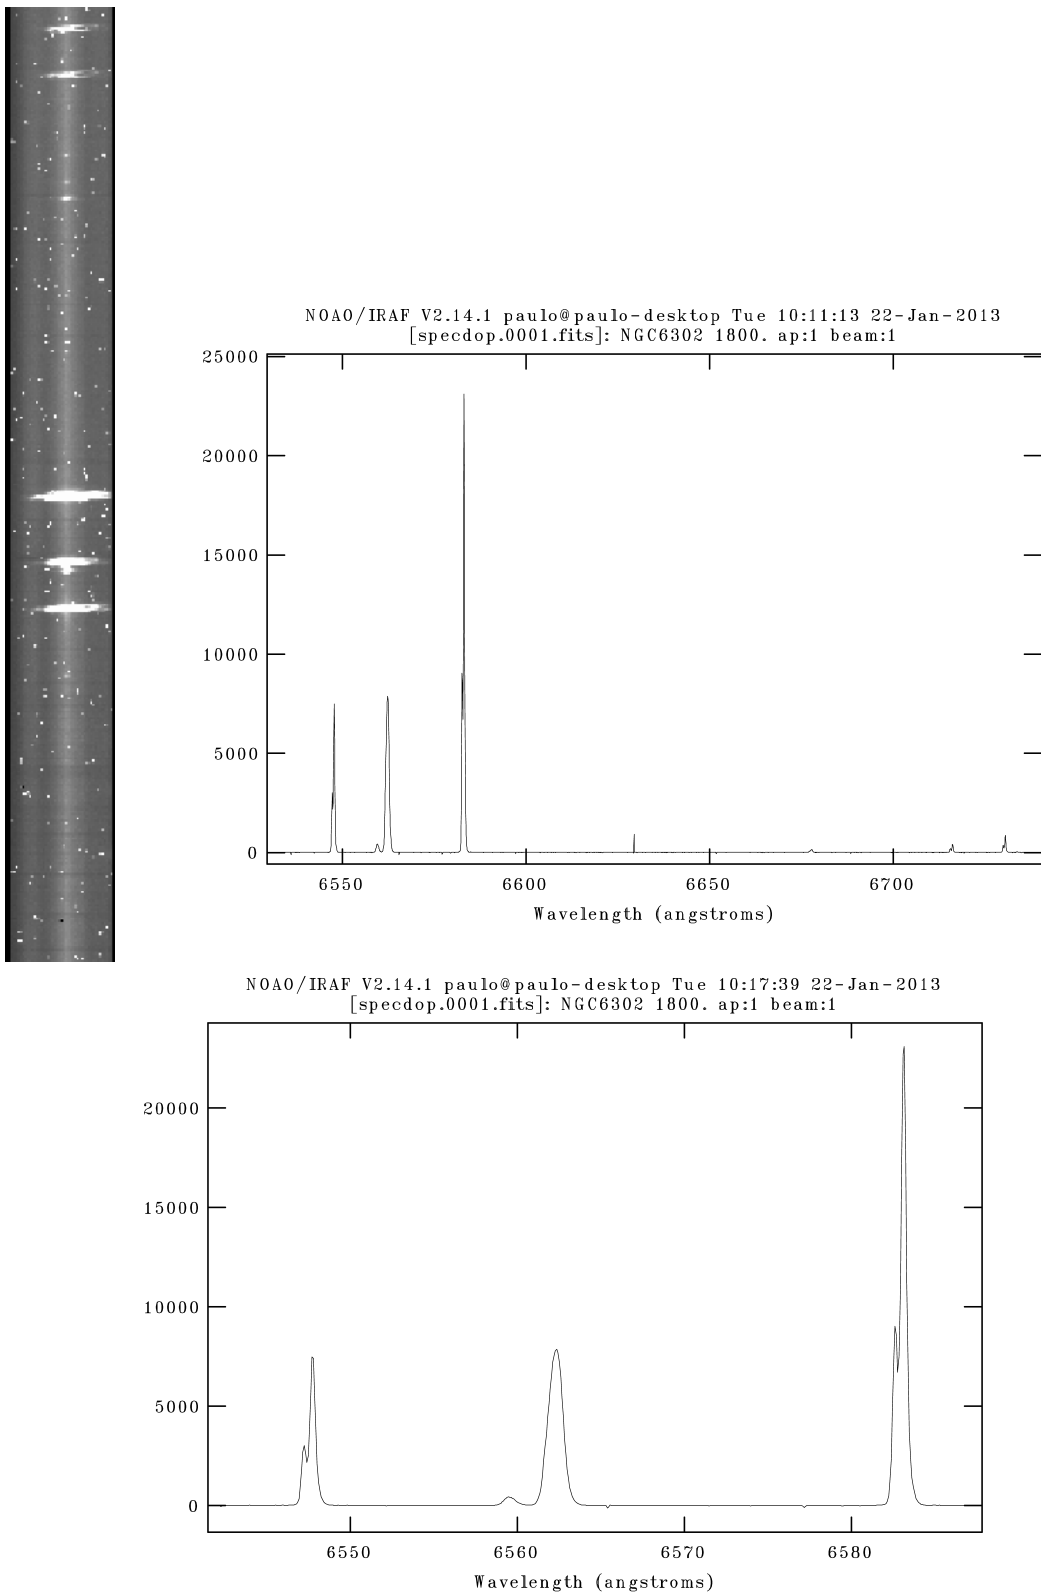 NOAO/IRAF V2.14.1 paulo@paulo-desktop Tue 10:11:13 22-Jan-2013
[specdop.0001.fits]: NGC6302 1800. ap:1 beam:1
25000
20000
15000
10000
5000
0
6550 6600 6650 6700
Wavelength (angstroms)
NOAO/IRAF V2.14.1 paulo@paulo-desktop Tue 10:17:39 22-Jan-2013
[specdop.0001.fits]: NGC6302 1800. ap:1 beam:1
20000
15000
10000
5000
0
6550 6560 6570 6580
Wavelength (angstroms)